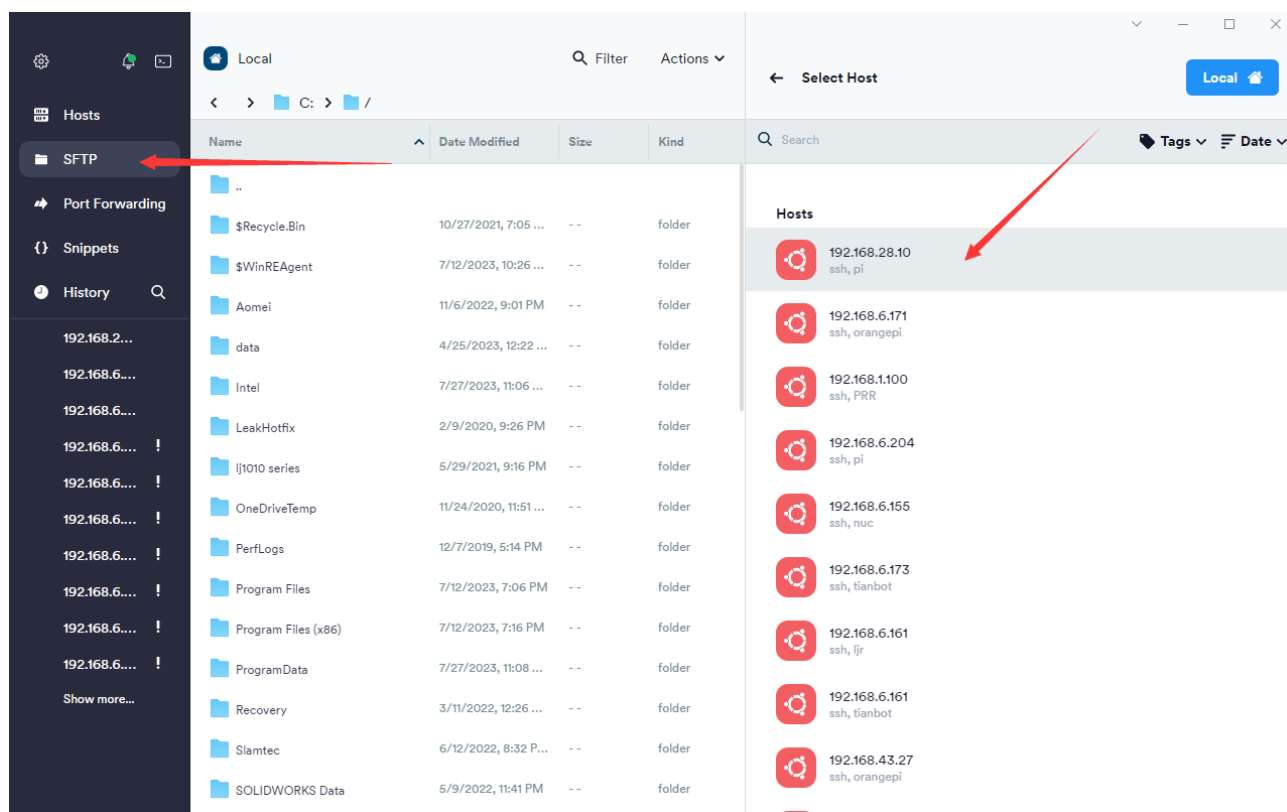 Hosts
SFTP
Port Forwarding
{} Snippets
History
192.168.2...
192.168.6....
192.168.6....
192.168.6.... !
192.168.6.... !
192.168.6.... !
192.168.6.... !
192.168.6.... !
192.168.6.... !
192.168.6.... !
Show more...
Local Filter Actions
C: /
Name Date Modified Size Kind
..
$Recycle.Bin 10/27/2021, 7:05 ... - - folder
$WinREAgent 7/12/2023, 10:26 ... - - folder
Aomei 11/6/2022, 9:01 PM - - folder
data 4/25/2023, 12:22 ... - - folder
Intel 7/27/2023, 11:06 ... - - folder
LeakHotfix 2/9/2020, 9:26 PM - - folder
lj1010 series 5/29/2021, 9:16 PM - - folder
OneDriveTemp 11/24/2020, 11:51 ... - - folder
PerfLogs 12/7/2019, 5:14 PM - - folder
Program Files 7/12/2023, 7:06 PM - - folder
Program Files (x86) 7/12/2023, 7:16 PM - - folder
ProgramData 7/27/2023, 11:08 ... - - folder
Recovery 3/11/2022, 12:26 ... - - folder
Slamtec 6/12/2022, 8:32 P... - - folder
SOLIDWORKS Data 5/9/2022, 11:41 PM - - folder
Select Host Local
Search Tags Date
Hosts
192.168.28.10
ssh, pi
192.168.6.171
ssh, orangepi
192.168.1.100
ssh, PRR
192.168.6.204
ssh, pi
192.168.6.155
ssh, nuc
192.168.6.173
ssh, tianbot
192.168.6.161
ssh, ljr
192.168.6.161
ssh, tianbot
192.168.43.27
ssh, orangepi